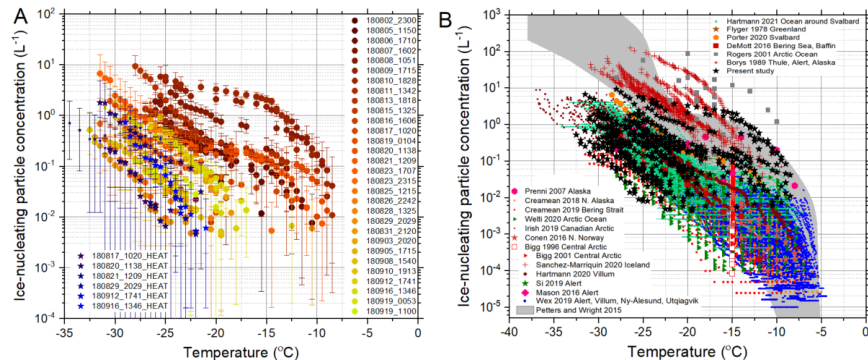 A
Ice-nucleating particle concentration (L-1)
10²
10¹
10⁰
10⁻¹
10⁻²
10⁻³
10⁻⁴
-35 -30 -25 -20 -15 -10 -5 0
Temperature (°C)
180802_2300
180805_1150
180806_1710
180807_1602
180808_1051
180809_1715
180810_1828
180811_1342
180813_1818
180815_1325
180816_1606
180817_1020
180819_0104
180820_1138
180821_1209
180823_1707
180823_2315
180825_1215
180826_2242
180828_1325
180829_2029
180831_2120
180903_2020
180905_1715
180908_1540
180910_1913
180912_1741
180916_1346
180919_0053
180919_1100
180817_1020_HEAT
180820_1138_HEAT
180821_1209_HEAT
180829_2029_HEAT
180912_1741_HEAT
180916_1346_HEAT
B
Ice-nucleating particle concentration (L⁻¹)
10³
10²
10¹
10⁰
10⁻¹
10⁻²
10⁻³
10⁻⁴
10⁻⁵
-40 -35 -30 -25 -20 -15 -10 -5 0
Temperature (°C)
Hartmann 2021 Ocean around Svalbard
Flyger 1978 Greenland
Porter 2020 Svalbard
DeMott 2016 Bering Sea, Baffin
Rogers 2001 Arctic Ocean
Borys 1989 Thule, Alert, Alaska
Present study
Prenni 2007 Alaska
Creamean 2018 N. Alaska
Creamean 2019 Bering Strait
Welti 2020 Arctic Ocean
Irish 2019 Canadian Arctic
Conen 2016 N. Norway
Bigg 1996 Central Arctic
Bigg 2001 Central Arctic
Sanchez-Marriquin 2020 Iceland
Hartmann 2020 Villum
Si 2019 Alert
Mason 2016 Alert
Wex 2019 Alert, Villum, Ny-Ålesund, Utqiagvik
Petters and Wright 2015